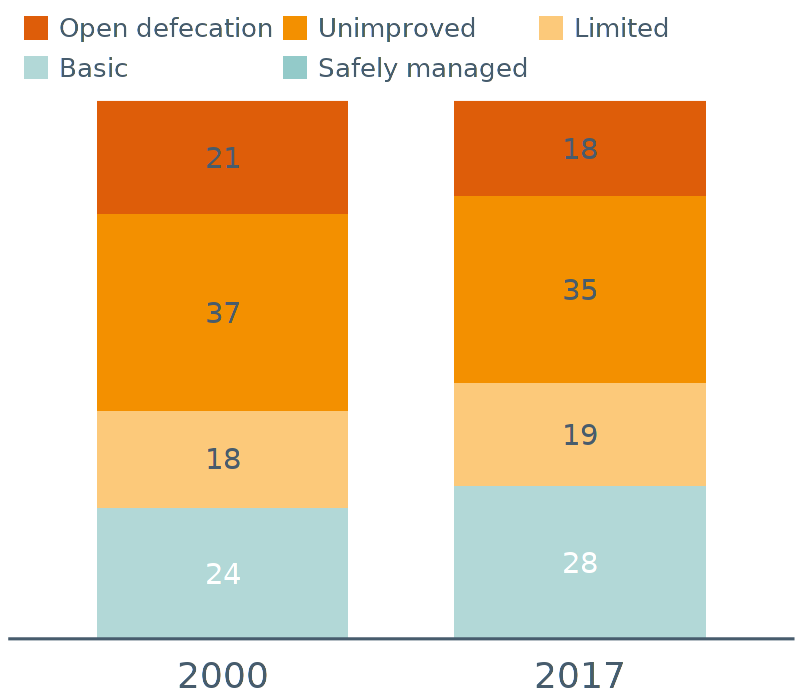 Open defecation Unimproved Limited
Basic Safely managed
21 18
37 35
18 19
24 28
2000 2017